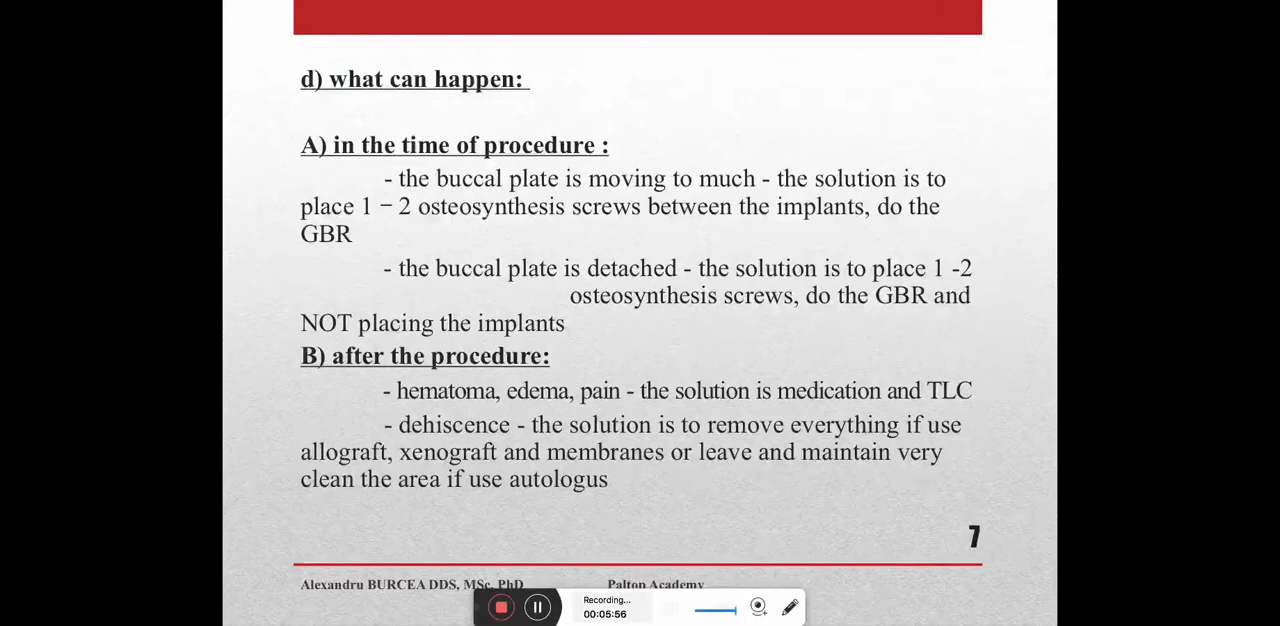 d) what can happen:
A) in the time of procedure :
- the buccal plate is moving to much - the solution is to
place 1 – 2 osteosynthesis screws between the implants, do the
GBR
- the buccal plate is detached - the solution is to place 1 -2
osteosynthesis screws, do the GBR and
NOT placing the implants
B) after the procedure:
- hematoma, edema, pain - the solution is medication and TLC
- dehiscence - the solution is to remove everything if use
allograft, xenograft and membranes or leave and maintain very
clean the area if use autologus
7
Alexandru BURCEA DDS, MSc, PhD Palton Academy
Recording...
00:05:56